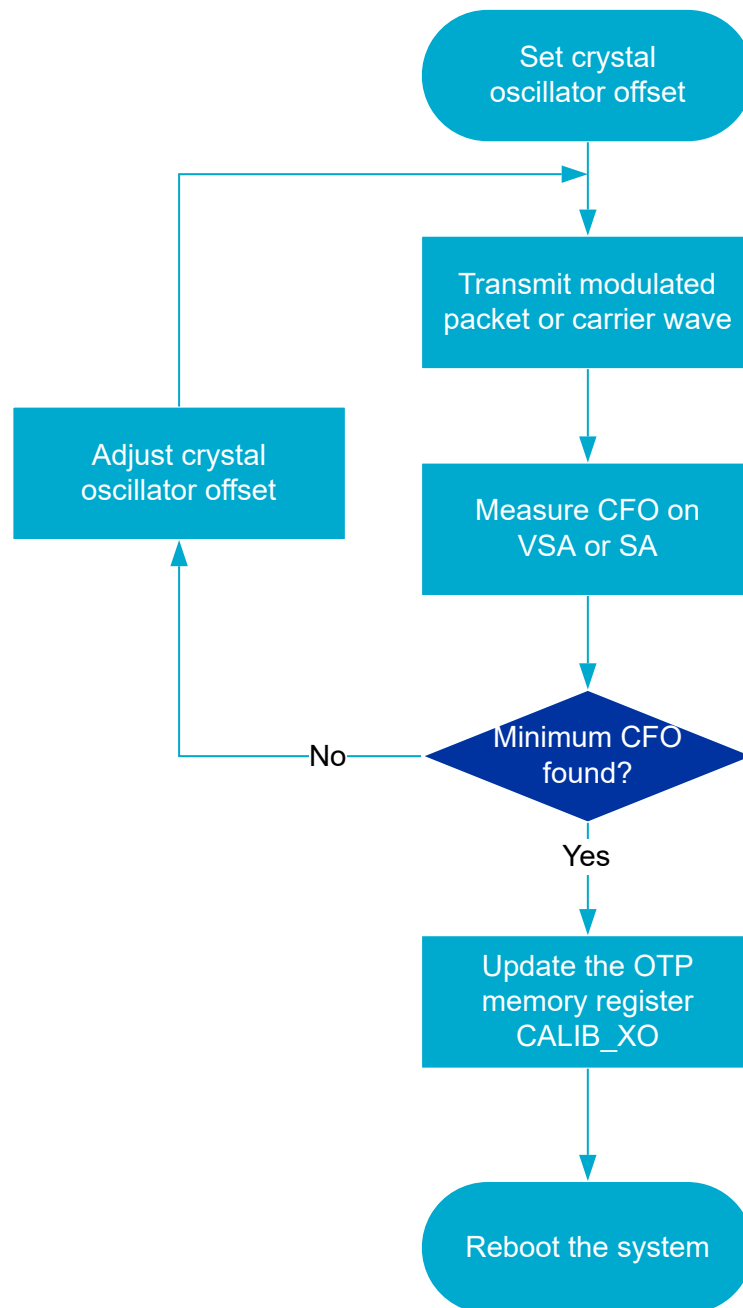 Set crystal
oscillator offset
Transmit modulated
packet or carrier wave
Adjust crystal
oscillator offset
Measure CFO on
VSA or SA
Minimum CFO
found?
No
Yes
Update the OTP
memory register
CALIB_XO
Reboot the system